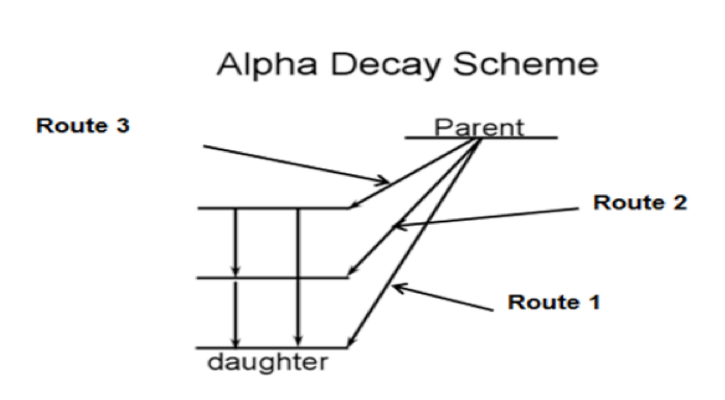 Alpha Decay Scheme
Route 3
Parent
Route 2
Route 1
daughter